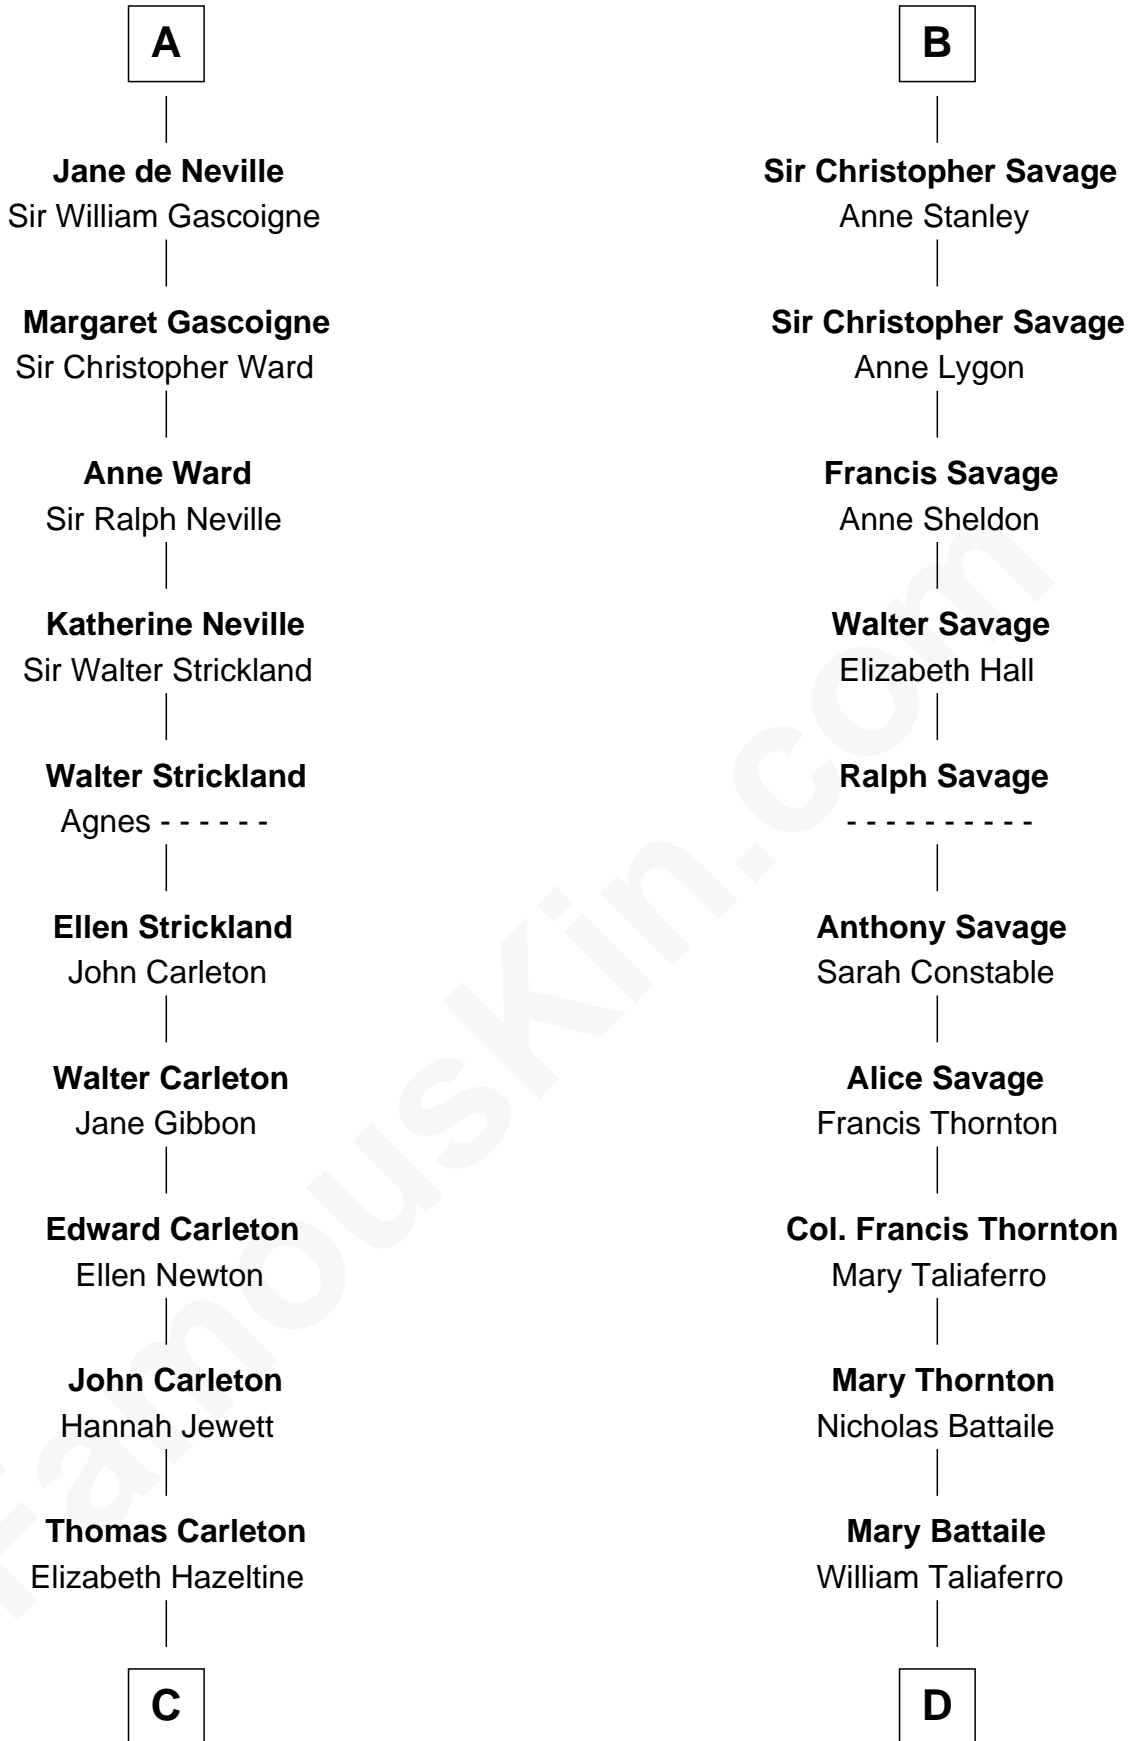 A
Jane de Neville
Sir William Gascoigne
Margaret Gascoigne
Sir Christopher Ward
Anne Ward
Sir Ralph Neville
Katherine Neville
Sir Walter Strickland
Walter Strickland
Agnes - - - - - -
Ellen Strickland
John Carleton
Walter Carleton
Jane Gibbon
Edward Carleton
Ellen Newton
John Carleton
Hannah Jewett
Thomas Carleton
Elizabeth Hazeltine
C
B
Sir Christopher Savage
Anne Stanley
Sir Christopher Savage
Anne Lygon
Francis Savage
Anne Sheldon
Walter Savage
Elizabeth Hall
Ralph Savage
- - - - - - - - - -
Anthony Savage
Sarah Constable
Alice Savage
Francis Thornton
Col. Francis Thornton
Mary Taliaferro
Mary Thornton
Nicholas Battaile
Mary Battaile
William Taliaferro
D
FamousKin.com